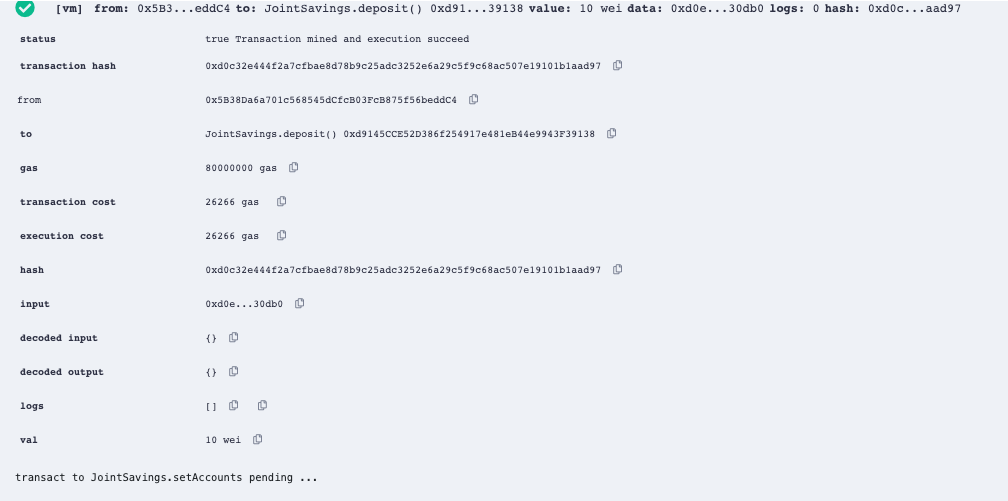 [vm] from: 0x5B3...eddC4 to: JointSavings.deposit() 0xd91...39138 value: 10 wei data: 0xd0e...30db0 logs: 0 hash: 0xd0c...aad97
status true Transaction mined and execution succeed
transaction hash 0xd0c32e444f2a7cfbae8d78b9c25adc3252e6a29c5f9c68ac507e19101b1aad97
from 0x5B38Da6a701c568545dCfcB03FcB875f56beddC4
to JointSavings.deposit() 0xd9145CCE52D386f254917e481eB44e9943F39138
gas 80000000 gas
transaction cost 26266 gas
execution cost 26266 gas
hash 0xd0c32e444f2a7cfbae8d78b9c25adc3252e6a29c5f9c68ac507e19101b1aad97
input 0xd0e...30db0
decoded input {}
decoded output {}
logs []
val 10 wei
transact to JointSavings.setAccounts pending ...